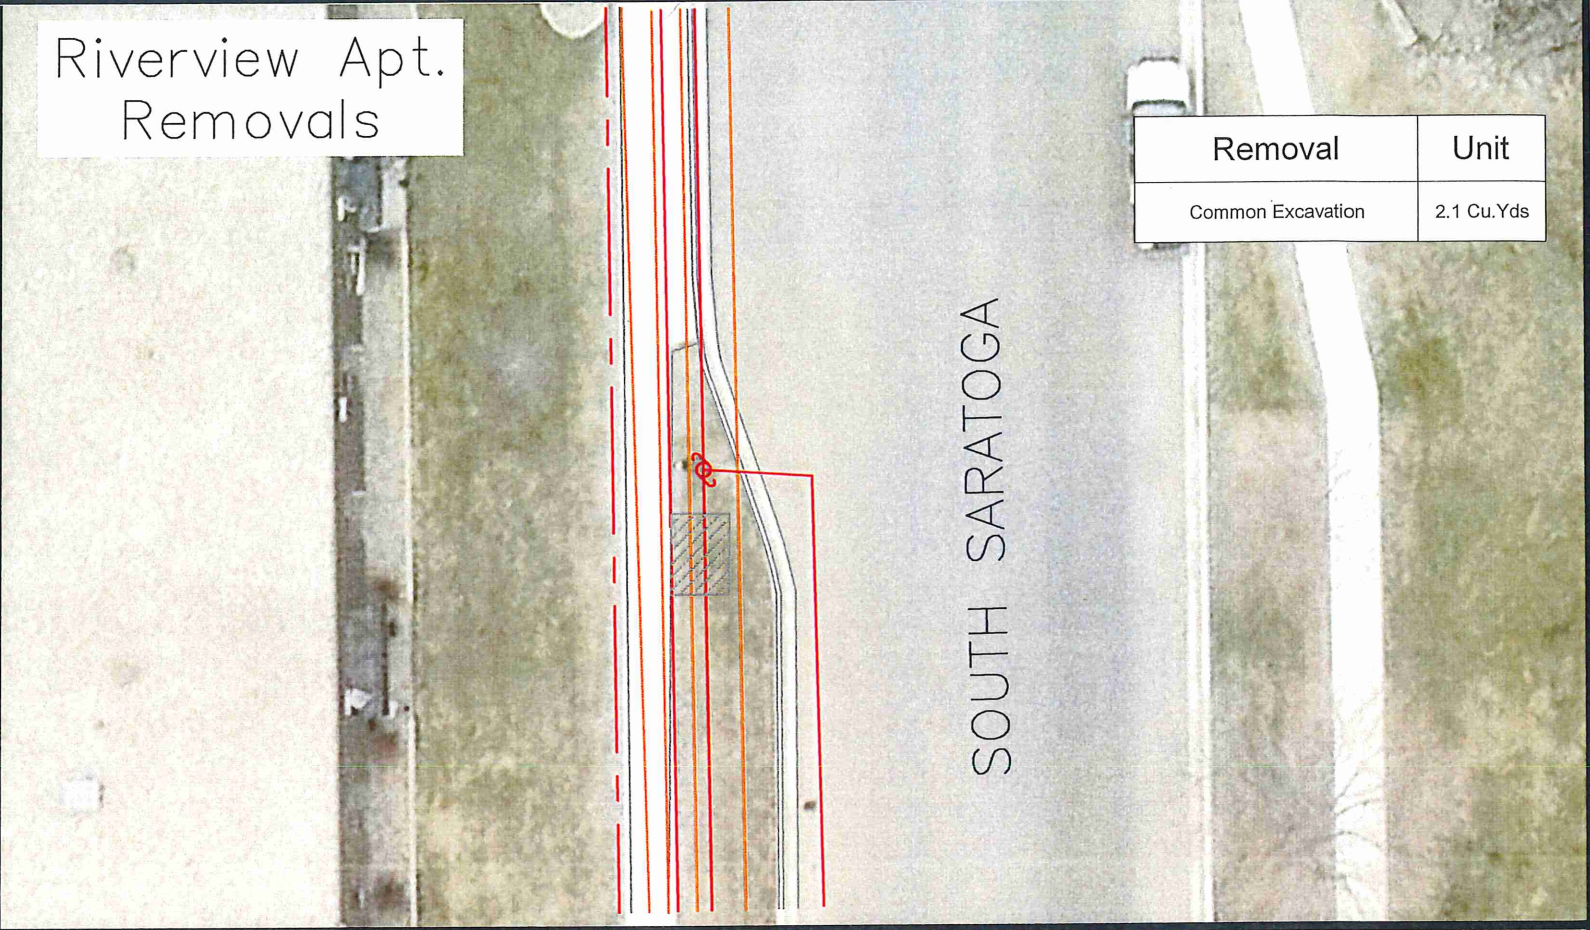 Riverview Apt.
Removals
Removal Unit
Common Excavation 2.1 Cu.Yds
SOUTH SARATOGA